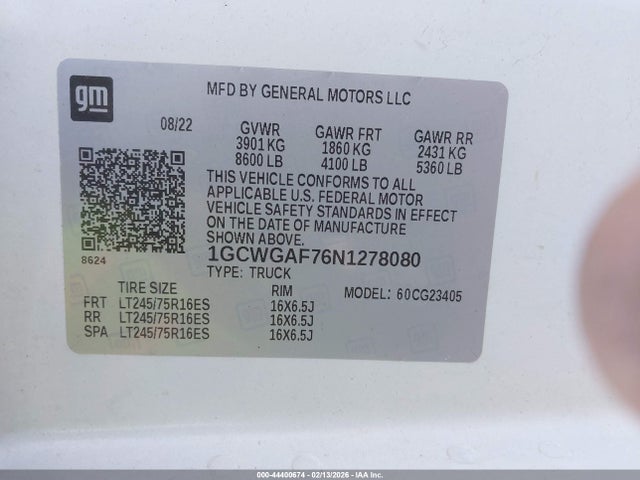 gm
MFD BY GENERAL MOTORS LLC
08/22 GVWR GAWR FRT GAWR RR
3901 KG 1860 KG 2431 KG
8600 LB 4100 LB 5360 LB
THIS VEHICLE CONFORMS TO ALL
APPLICABLE U.S. FEDERAL MOTOR
VEHICLE SAFETY STANDARDS IN EFFECT
ON THE DATE OF MANUFACTURE
SHOWN ABOVE.
8624
1GCWGAF76N1278080
TYPE: TRUCK
TIRE SIZE RIM MODEL: 60CG23405
FRT LT245/75R16ES 16X6.5J
RR LT245/75R16ES 16X6.5J
SPA LT245/75R16ES 16X6.5J
000-44400674 - 02/13/2026 - IAA Inc.